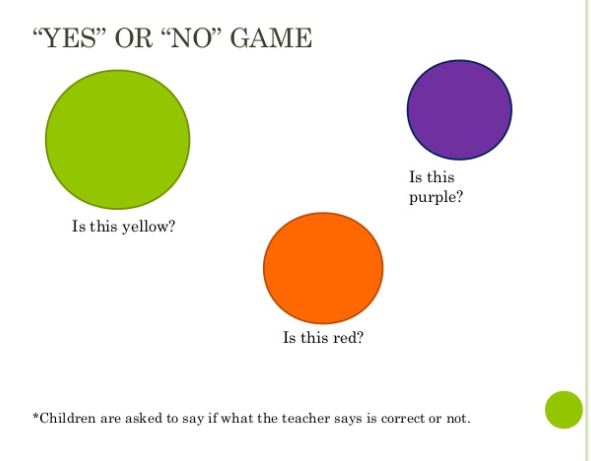 “YES” OR “NO” GAME
Is this yellow?
Is this
purple?
Is this red?
*Children are asked to say if what the teacher says is correct or not.